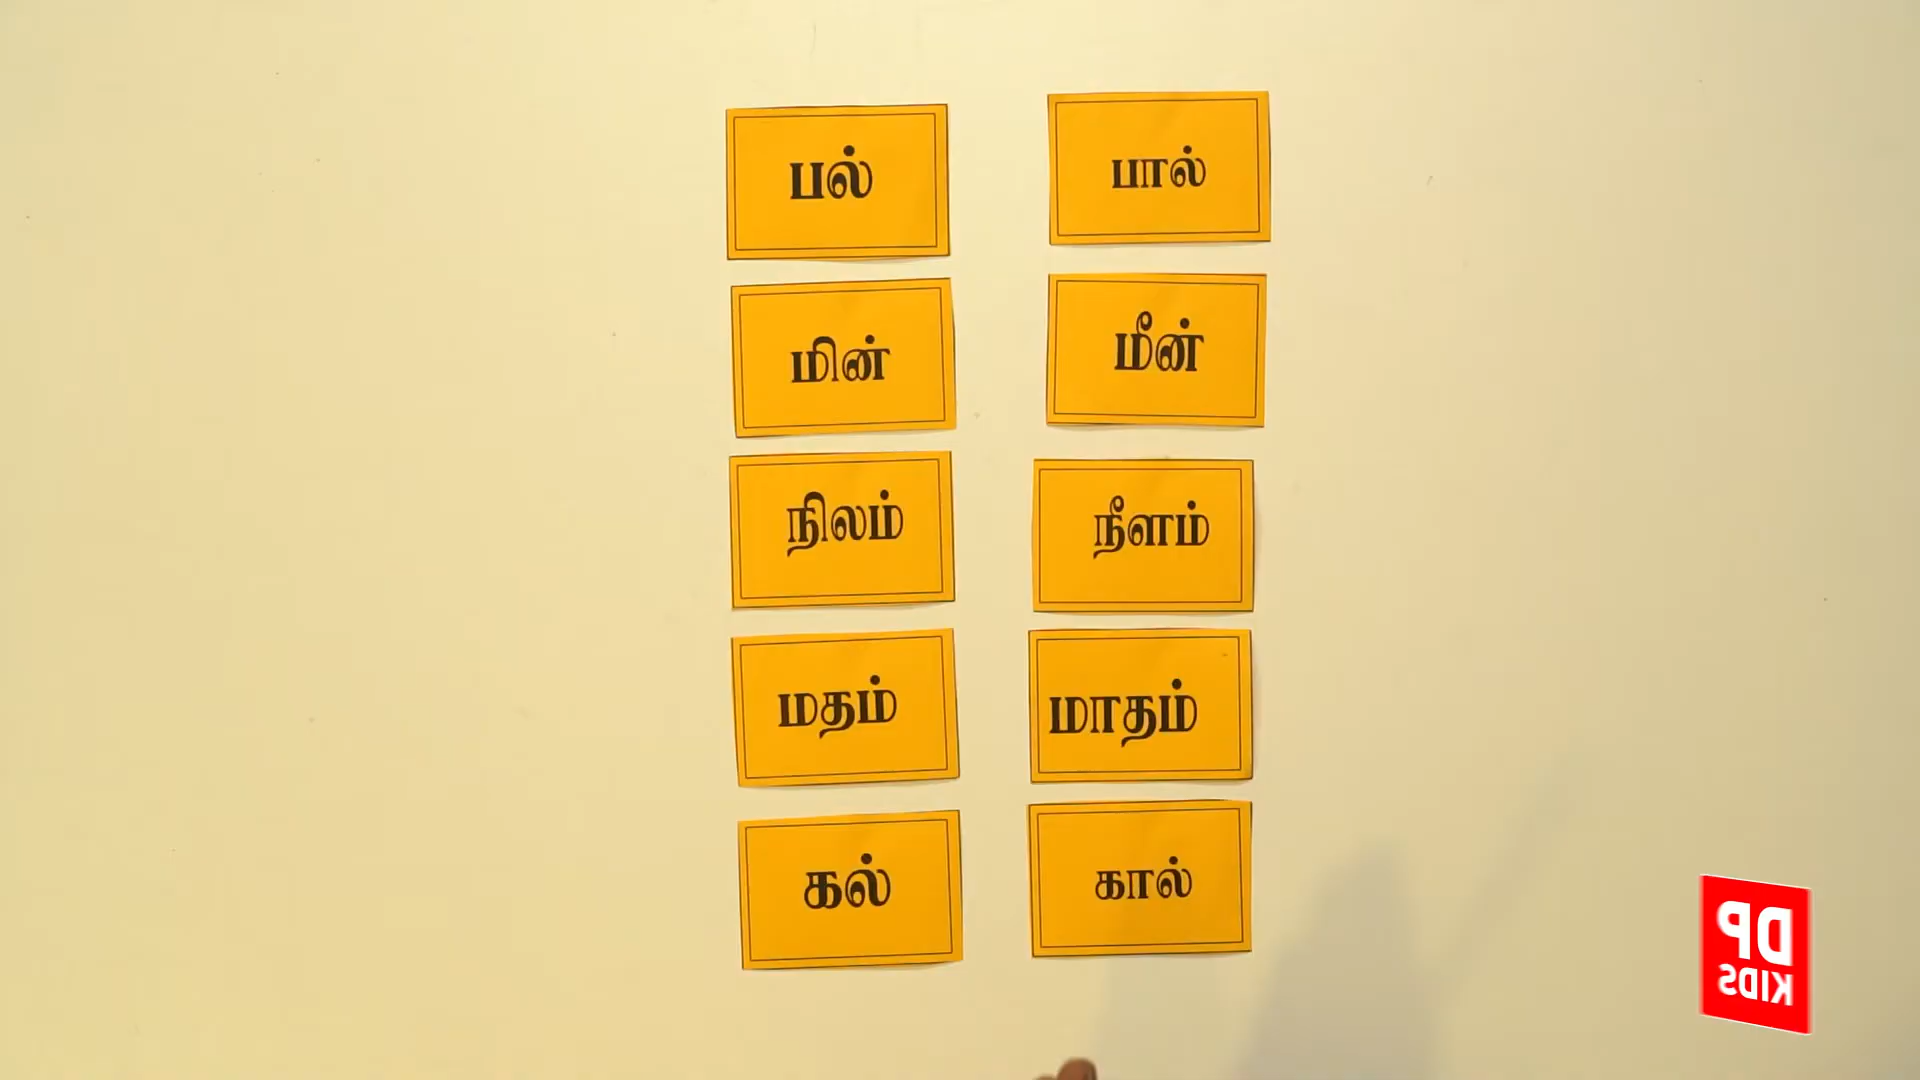 பல் பால்
மின் மீன்
நிலம் நீளம்
மதம் மாதம்
கல் கால்
DP
KIDS